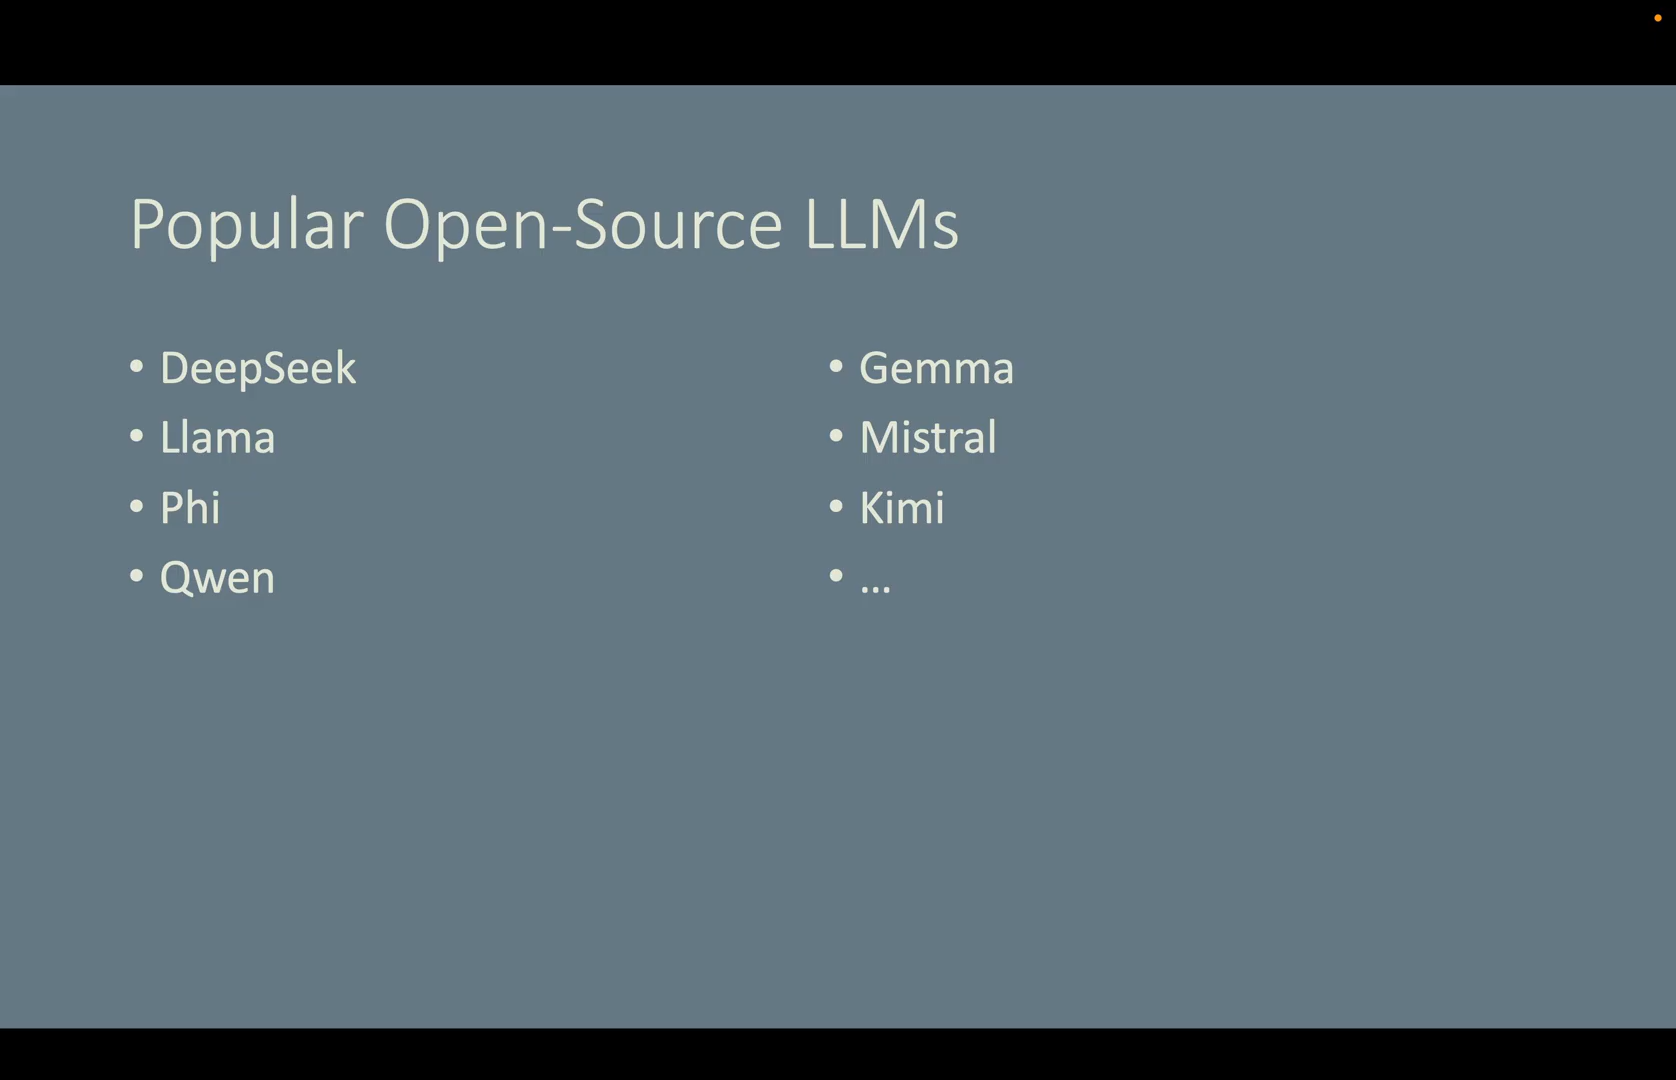 Popular Open-Source LLMs
• DeepSeek
• Llama
• Phi
• Qwen
• Gemma
• Mistral
• Kimi
• ...